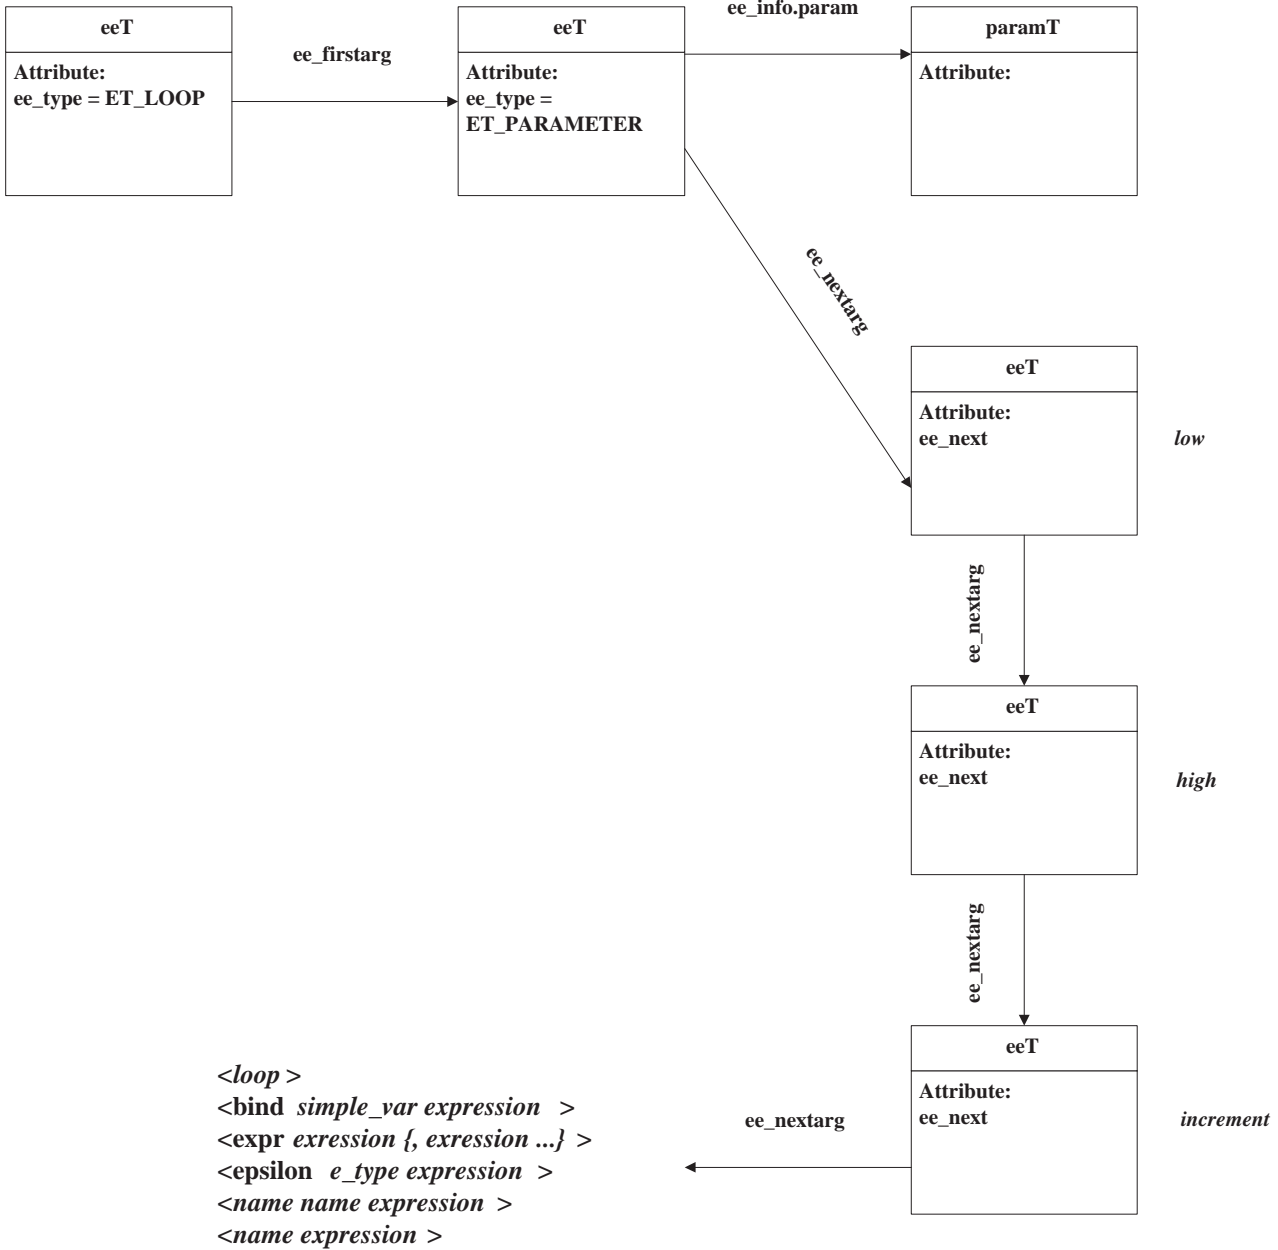 ee_info.param
eeT
eeT
paramT
ee_firstarg
Attribute:
ee_type = ET_LOOP
Attribute:
ee_type =
ET_PARAMETER
Attribute:
ee_nextarg
eeT
Attribute:
ee_next
low
ee_nextarg
eeT
Attribute:
ee_next
high
ee_nextarg
eeT
Attribute:
ee_next
increment
ee_nextarg
<loop >
<bind simple_var expression >
<expr exression {, exression ...} >
<epsilon e_type expression >
<name name expression >
<name expression >